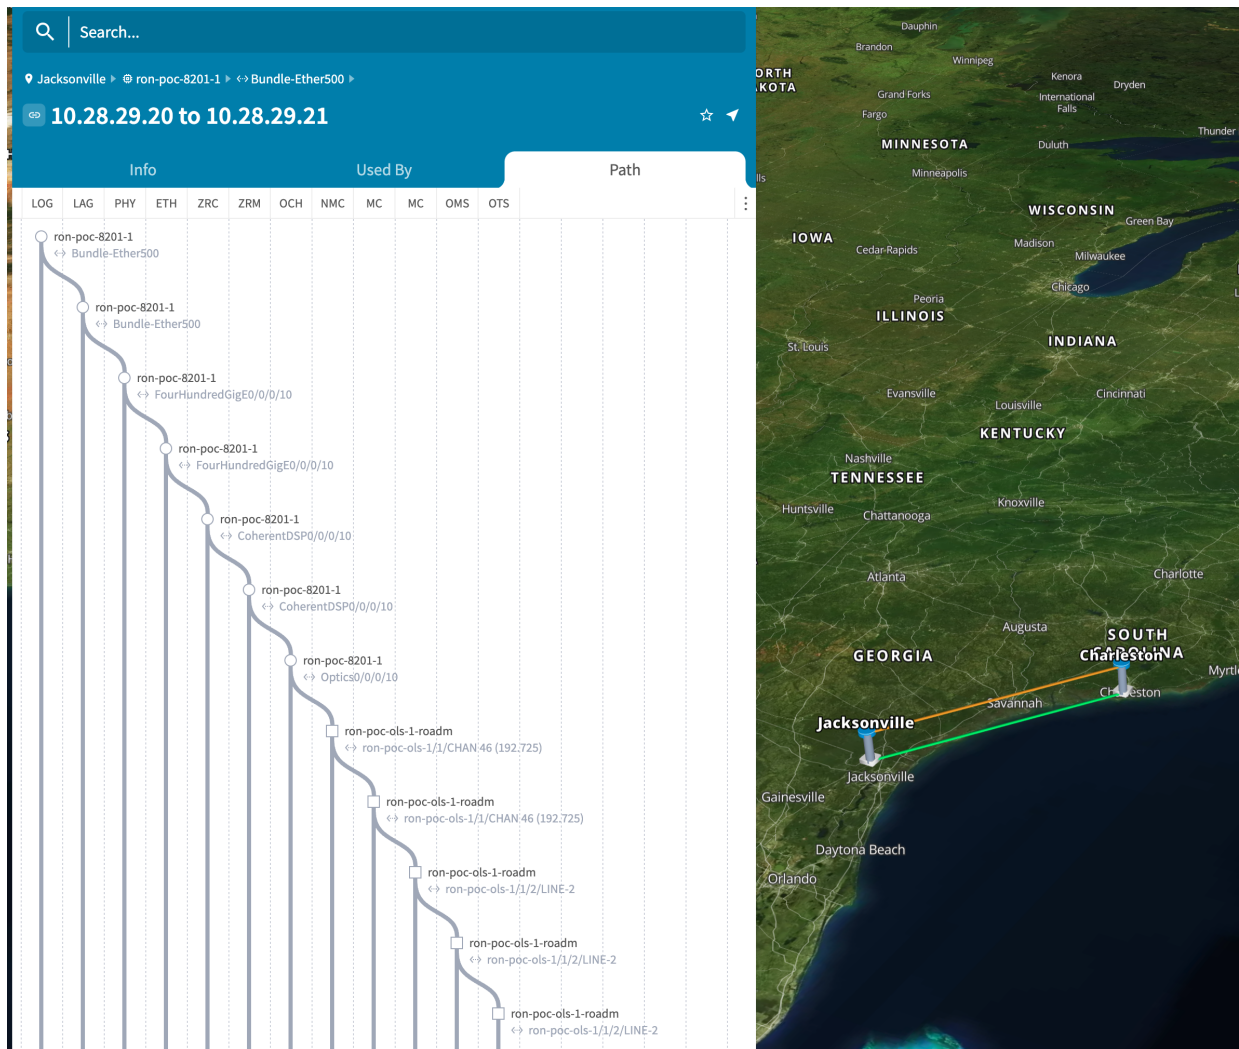 Search...
Jacksonville ron-poc-8201-1 Bundle-Ether500
10.28.29.20 to 10.28.29.21
Info Used By Path
LOG LAG PHY ETH ZRC ZRM OCH NMC MC MC OMS OTS
ron-poc-8201-1
Bundle-Ether500
ron-poc-8201-1
Bundle-Ether500
ron-poc-8201-1
FourHundredGigE0/0/0/10
ron-poc-8201-1
FourHundredGigE0/0/0/10
ron-poc-8201-1
CoherentDSP0/0/0/10
ron-poc-8201-1
CoherentDSP0/0/0/10
ron-poc-8201-1
Optics0/0/0/10
ron-poc-ols-1-roadm
ron-poc-ols-1/1/CHAN 46 (192.725)
ron-poc-ols-1-roadm
ron-poc-ols-1/1/CHAN 46 (192.725)
ron-poc-ols-1-roadm
ron-poc-ols-1/1/2/LINE-2
ron-poc-ols-1-roadm
ron-poc-ols-1/1/2/LINE-2
ron-poc-ols-1-roadm
ron-poc-ols-1/1/2/LINE-2
Dauphin
Brandon
Winnipeg
ORTH
KOTA
Kenora
Dryden
Grand Forks
International
Falls
Fargo
Thunder
MINNESOTA
Duluth
Minneapolis
lls
WISCONSIN
Green Bay
IOWA
Madison
Cedar Rapids
Milwaukee
Chicago
Peoria
ILLINOIS
INDIANA
St. Louis
Evansville
Cincinnati
Louisville
KENTUCKY
Nashville
TENNESSEE
Knoxville
Huntsville
Chattanooga
Atlanta
Charlotte
Augusta
SOUTH
CAROLINA
GEORGIA
Charleston
Myrtl
Charleston
Savannah
Jacksonville
Jacksonville
Gainesville
Daytona Beach
Orlando